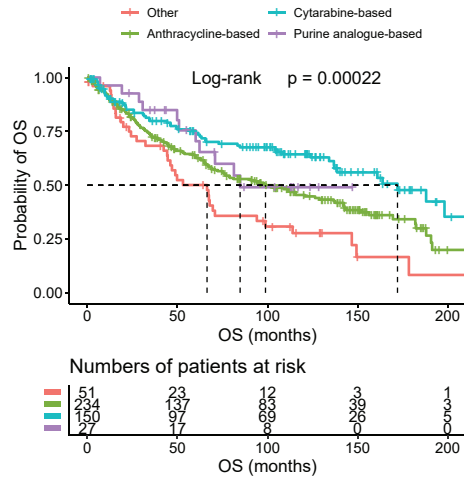 Other Cytarabine-based
Anthracycline-based Purine analogue-based
Log-rank p = 0.00022
Probability of OS
1.00
0.75
0.50
0.25
0.00
0 50 100 150 200
OS (months)
Numbers of patients at risk
51 23 12 3 1
234 137 83 39 3
150 97 69 26 5
27 17 8 0 0
0 50 100 150 200
OS (months)